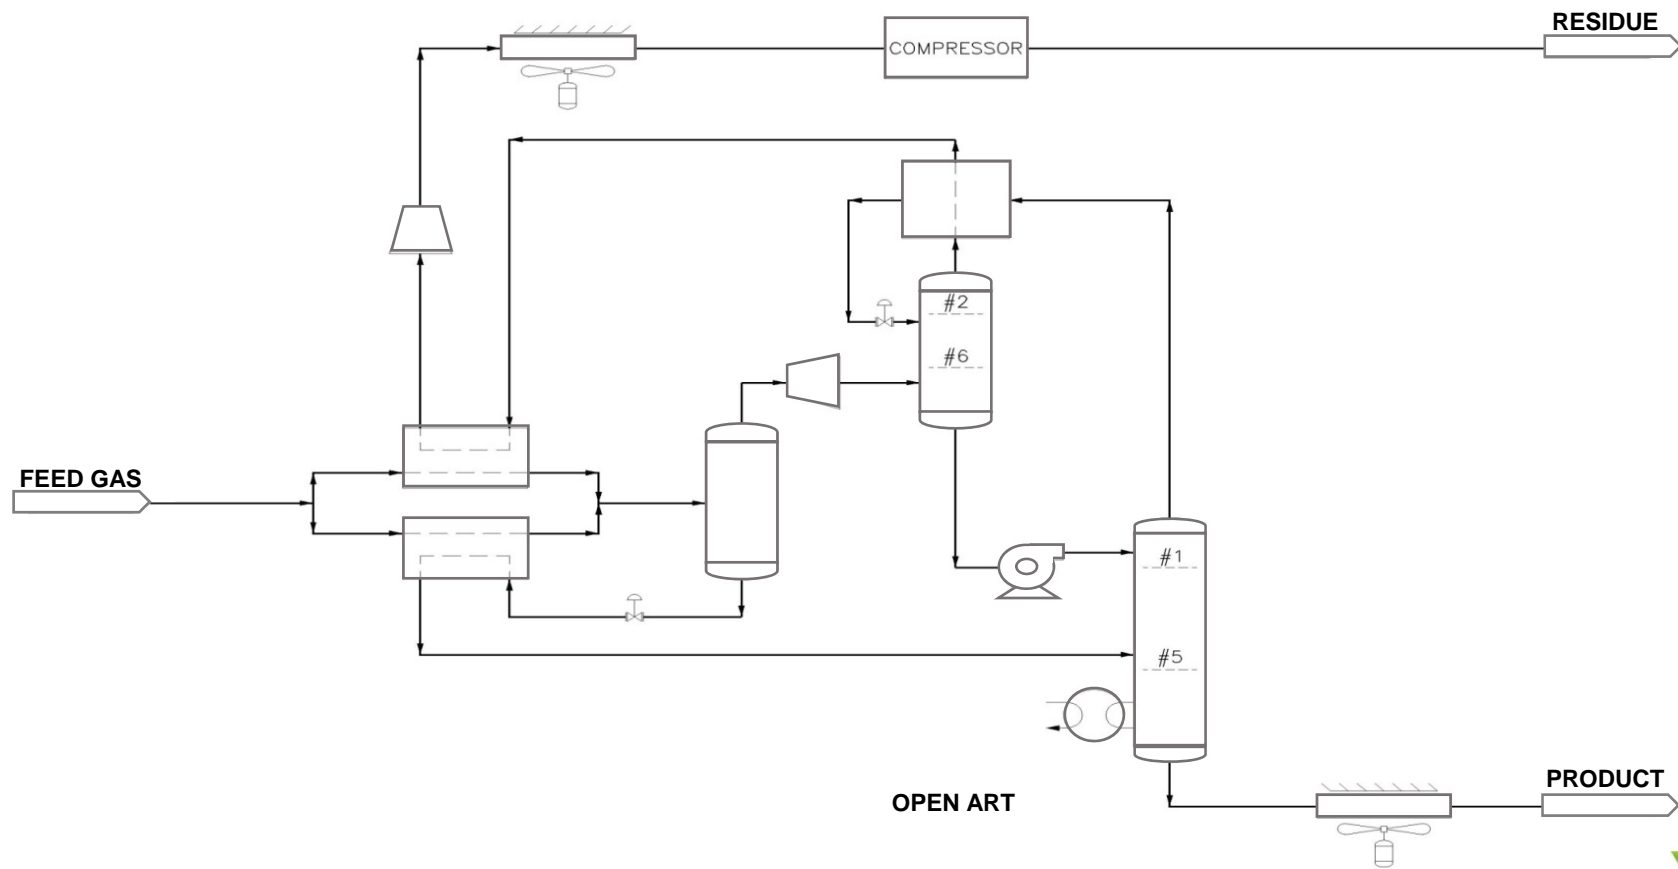 RESIDUE
COMPRESSOR
#2
#6
FEED GAS
#1
#5
PRODUCT
OPEN ART